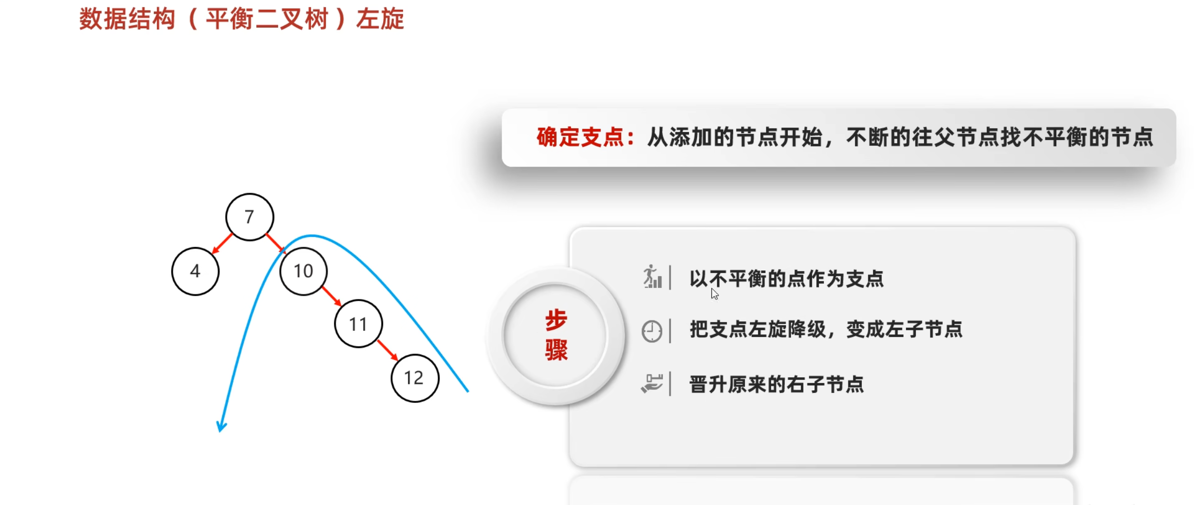 数据结构（平衡二叉树）左旋
确定支点：从添加的节点开始，不断的往父节点找不平衡的节点
7
4
10
11
12
步
骤
以不平衡的点作为支点
把支点左旋降级，变成左子节点
晋升原来的右子节点